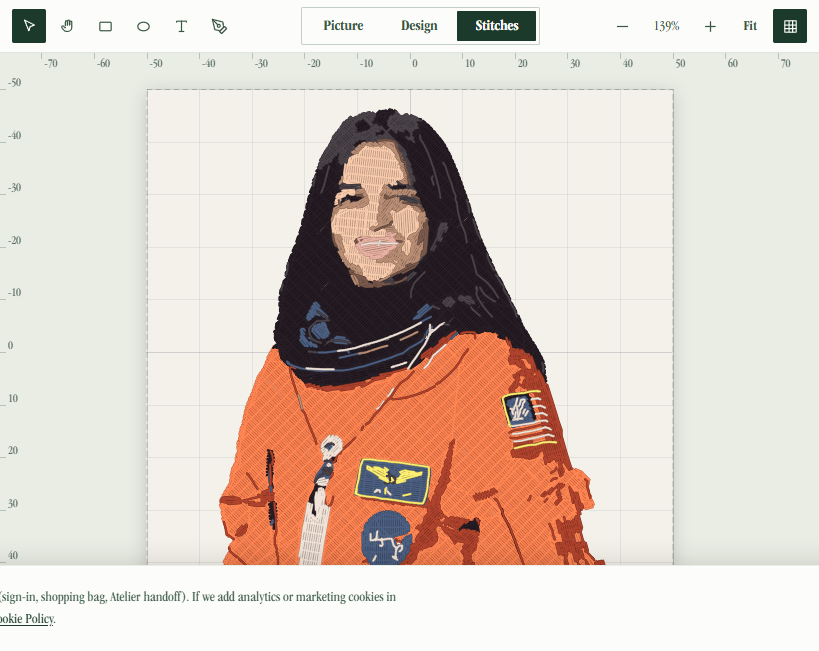 Picture Design Stitches 139% Fit
-70 -60 -50 -40 -30 -20 -10 0 10 20 30 40 50 60 70
-50
-40
-30
-20
-10
0
10
20
30
40
(sign-in, shopping bag, Atelier handoff). If we add analytics or marketing cookies in
ookie Policy.